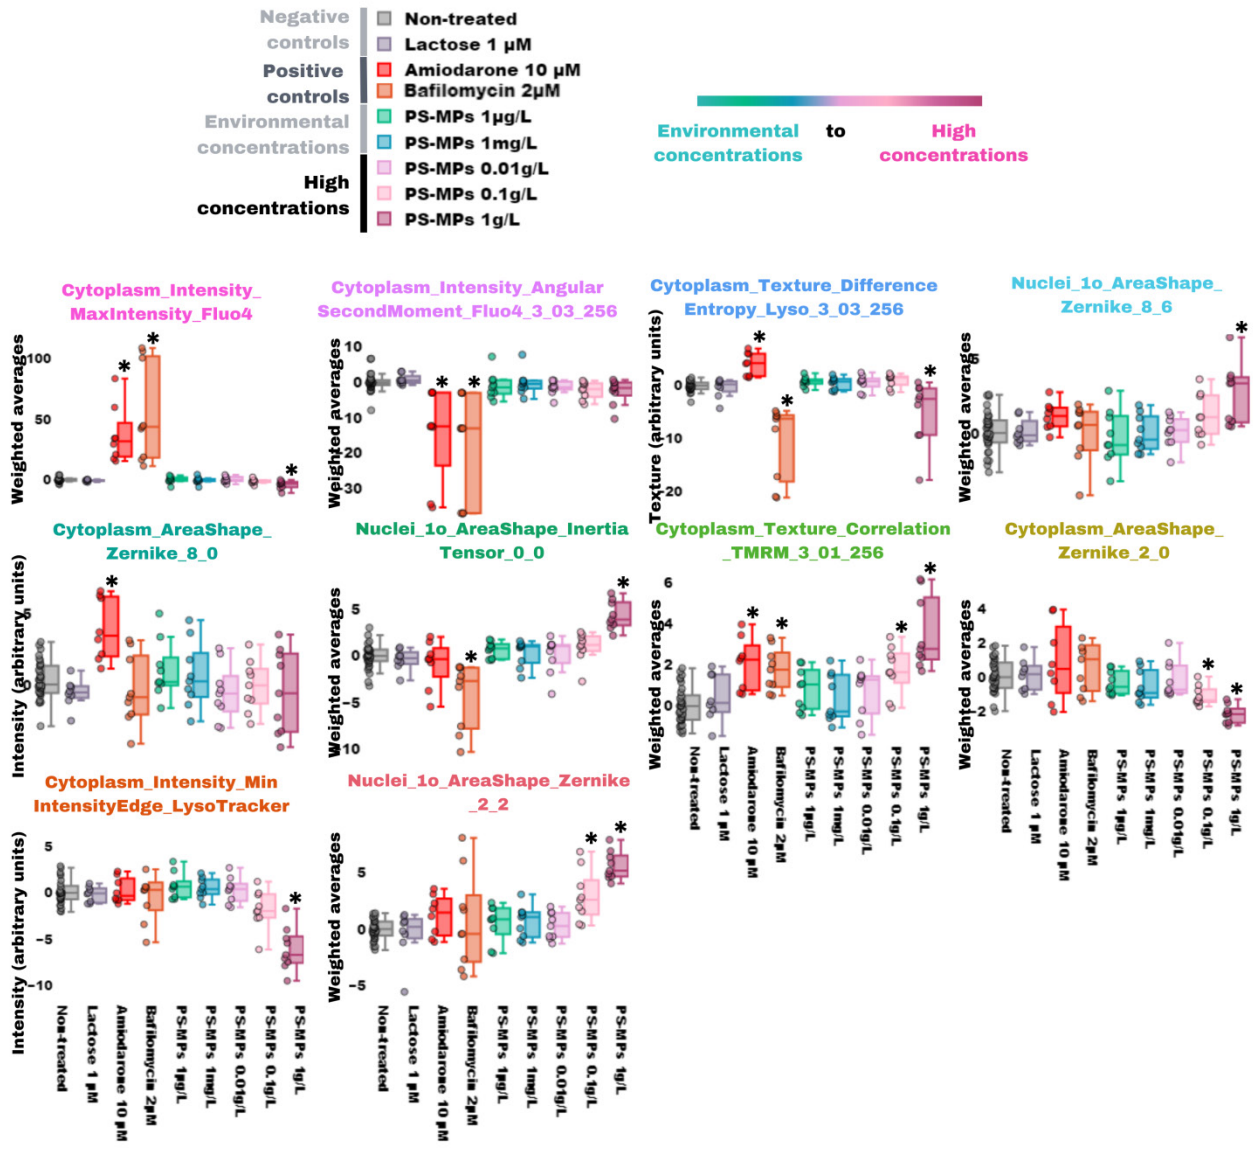 Negative
controls
Positive
controls
Environmental
concentrations
High
concentrations
Non-treated
Lactose 1 µM
Amiodarone 10 µM
Bafilomycin 2µM
PS-MPs 1µg/L
PS-MPs 1mg/L
PS-MPs 0.01g/L
PS-MPs 0.1g/L
PS-MPs 1g/L
Environmental to High
concentrations concentrations
Cytoplasm_Intensity_
MaxIntensity_Fluo4
Weighted averages
100
50
0
* * *
Cytoplasm_Intensity_Angular
SecondMoment_Fluo4_3_03_256
Weighted averages
10
0
10
20
30
* *
Cytoplasm_Texture_Difference
Entropy_Lyso_3_03_256
Texture (arbitrary units)
0
10
20
* * *
Nuclei_1o_AreaShape_
Zernike_8_6
Weighted averages
5
0
*
Cytoplasm_AreaShape_
Zernike_8_0
Intensity (arbitrary units)
5
0
*
Nuclei_1o_AreaShape_Inertia
Tensor_0_0
Weighted averages
5
0
−5
10
* *
Cytoplasm_Texture_Correlation
_TMRM_3_01_256
Weighted averages
6
4
2
0
* * * *
Non-treated
Lactose 1 µM
Amiodarone 10 µM
Bafilomycin 2µM
PS-MPs 1µg/L
PS-MPs 1mg/L
PS-MPs 0.01g/L
PS-MPs 0.1g/L
PS-MPs 1g/L
Cytoplasm_AreaShape_
Zernike_2_0
Weighted averages
4
2
0
2
* *
Non-treated
Lactose 1 µM
Amiodarone 10 µM
Bafilomycin 2µM
PS-MPs 1µg/L
PS-MPs 1mg/L
PS-MPs 0.01g/L
PS-MPs 0.1g/L
PS-MPs 1g/L
Cytoplasm_Intensity_Min
IntensityEdge_LysoTracker
Intensity (arbitrary units)
5
0
−5
−10
*
Non-treated
Lactose 1 µM
Amiodarone 10 µM
Bafilomycin 2µM
PS-MPs 1µg/L
PS-MPs 1mg/L
PS-MPs 0.01g/L
PS-MPs 0.1g/L
PS-MPs 1g/L
Nuclei_1o_AreaShape_Zernike
_2_2
Weighted averages
5
0
−5
* *
Non-treated
Lactose 1 µM
Amiodarone 10 µM
Bafilomycin 2µM
PS-MPs 1µg/L
PS-MPs 1mg/L
PS-MPs 0.01g/L
PS-MPs 0.1g/L
PS-MPs 1g/L